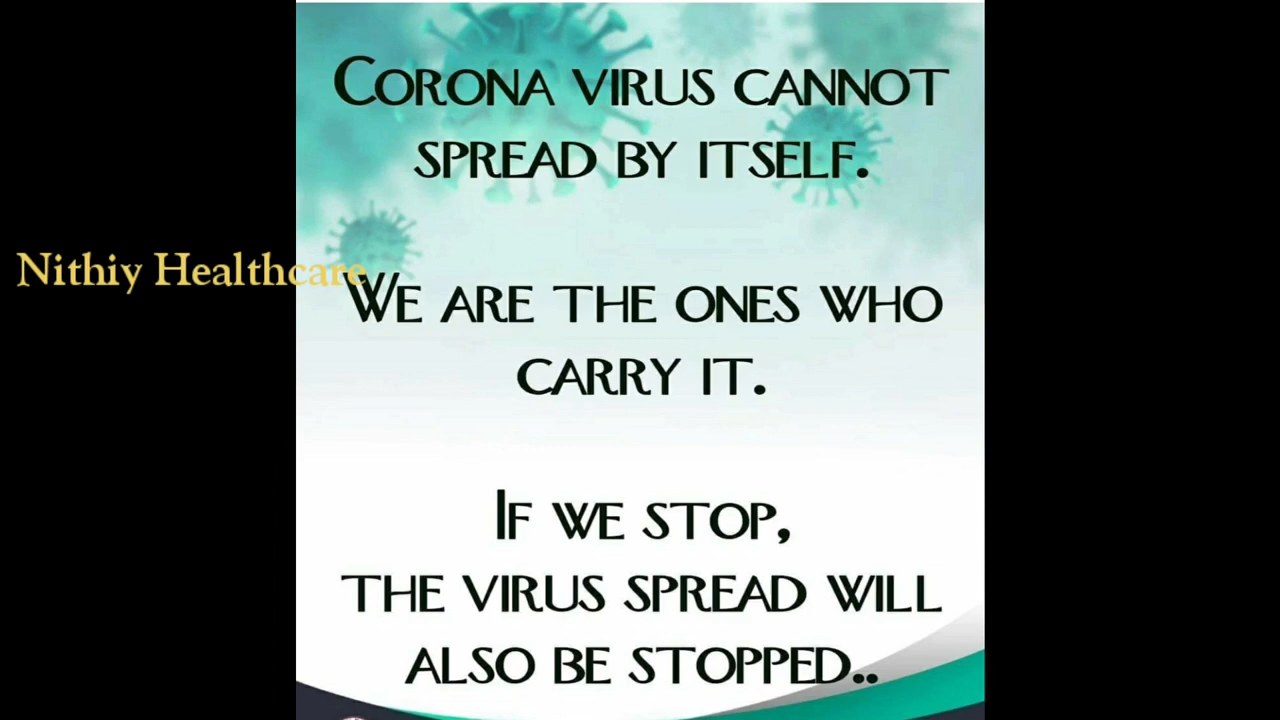 Corona virus cannot
spread by itself.
Nithiy Healthcare
We are the ones who
carry it.
If we stop,
the virus spread will
also be stopped..